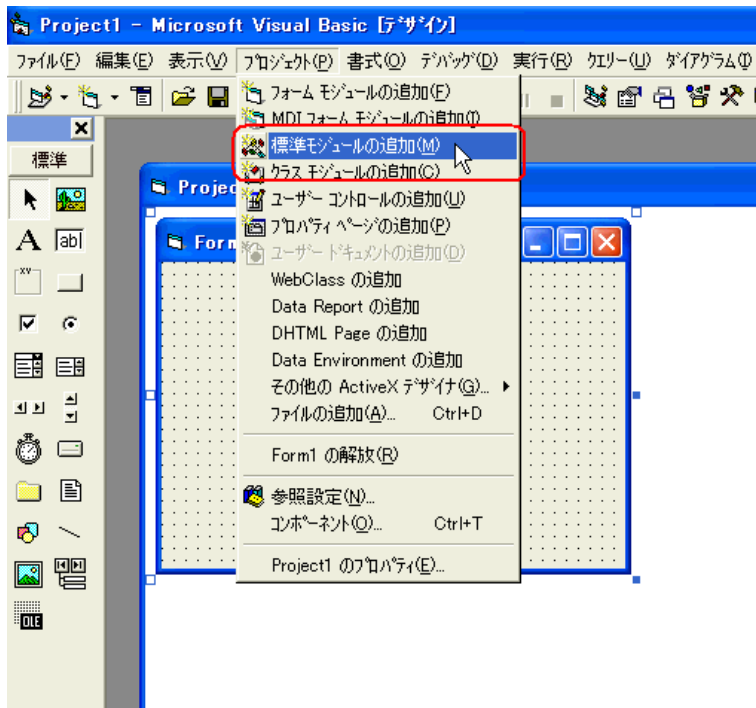 Project1 - Microsoft Visual Basic [ﾃﾞｻﾞｲﾝ]
ﾌｧｲﾙ(F) 編集(E) 表示(V) ﾌﾟﾛｼﾞｪｸﾄ(P) 書式(O) ﾃﾞﾊﾞｯｸﾞ(D) 実行(R) ｸｴﾘｰ(U) ﾀﾞｲｱｸﾞﾗﾑ(I)
標準
A
ab|
XY
OLE
Projec
Form
ﾌｫｰﾑ ﾓｼﾞｭｰﾙの追加(F)
MDI ﾌｫｰﾑ ﾓｼﾞｭｰﾙの追加(I)
標準ﾓｼﾞｭｰﾙの追加(M)
ｸﾗｽ ﾓｼﾞｭｰﾙの追加(C)
ﾕｰｻﾞｰ ｺﾝﾄﾛｰﾙの追加(U)
ﾌﾟﾛﾊﾟﾃｨ ﾍﾟｰｼﾞの追加(P)
ﾕｰｻﾞｰ ﾄﾞｷｭﾒﾝﾄの追加(D)
WebClass の追加
Data Report の追加
DHTML Page の追加
Data Environment の追加
その他の ActiveX ﾃﾞｻﾞｲﾅ(G)...
ﾌｧｲﾙの追加(A)... Ctrl+D
Form1 の解放(R)
参照設定(N)...
ｺﾝﾎﾟｰﾈﾝﾄ(O)... Ctrl+T
Project1 のﾌﾟﾛﾊﾟﾃｨ(E)...